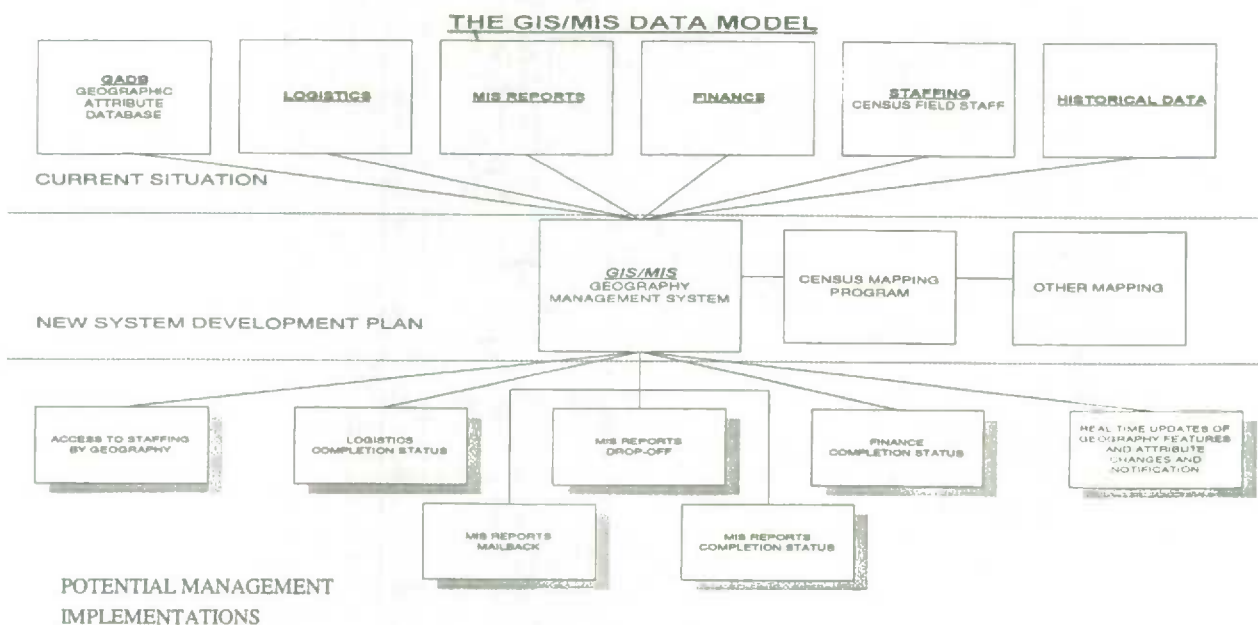 THE GIS/MIS DATA MODEL
GADB
GEOGRAPHIC
ATTRIBUTE
DATABASE
LOGISTICS
MIS REPORTS
FINANCE
STAFFING
CENSUS FIELD STAFF
HISTORICAL DATA
CURRENT SITUATION
GIS/MIS
GEOGRAPHY
MANAGEMENT SYSTEM
CENSUS MAPPING
PROGRAM
OTHER MAPPING
NEW SYSTEM DEVELOPMENT PLAN
ACCESS TO STAFFING
BY GEOGRAPHY
LOGISTICS
COMPLETION STATUS
MIS REPORTS
DROP-OFF
FINANCE
COMPLETION STATUS
REAL TIME UPDATES OF
GEOGRAPHY FEATURES
AND ATTRIBUTE
CHANGES AND
NOTIFICATION
MIS REPORTS
MAILBACK
MIS REPORTS
COMPLETION STATUS
POTENTIAL MANAGEMENT
IMPLEMENTATIONS